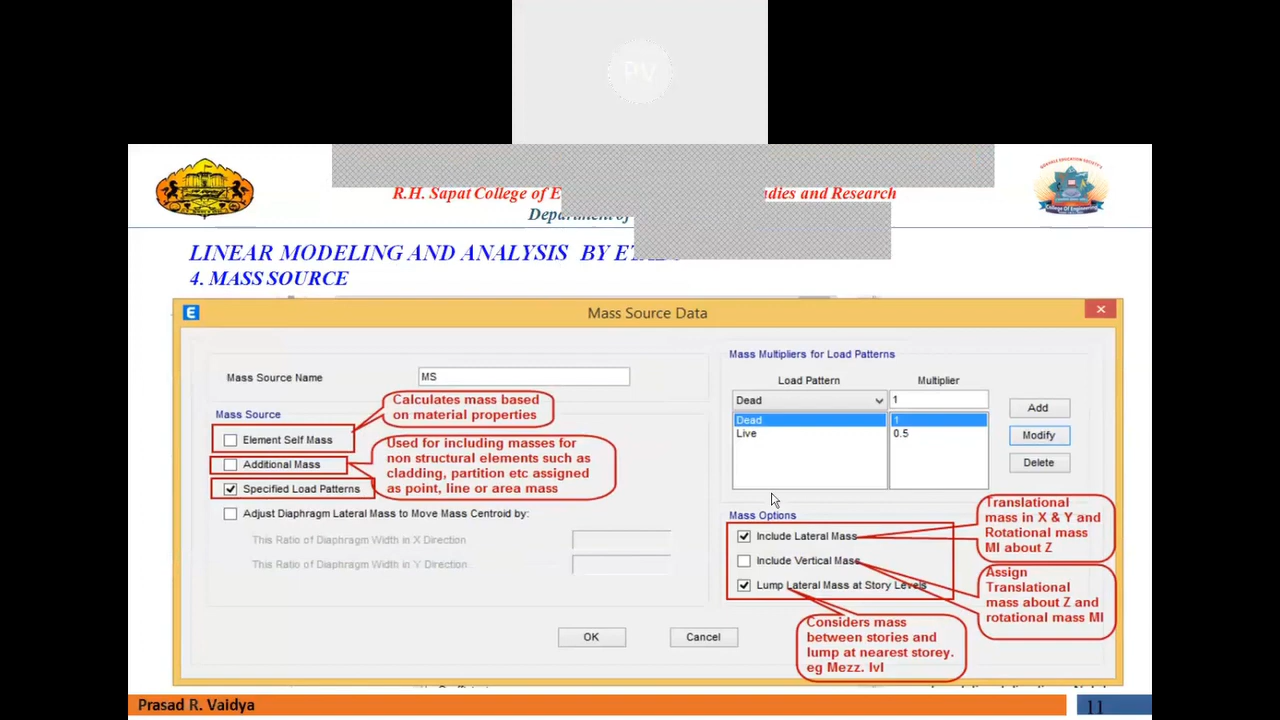 PV
R.H. Sapat College of
dies and Research
Department of
LINEAR MODELING AND ANALYSIS BY
4. MASS SOURCE
E
Mass Source Data
Mass Source Name
MS
Mass Source
Calculates mass based
on material properties
Element Self Mass
Additional Mass
Used for including masses for
non structural elements such as
cladding, partition etc assigned
as point, line or area mass
Specified Load Patterns
Adjust Diaphragm Lateral Mass to Move Mass Centroid by:
This Ratio of Diaphragm Width in X Direction
This Ratio of Diaphragm Width in Y Direction
OK
Cancel
Mass Multipliers for Load Patterns
Load Pattern
Multiplier
Dead
1
Dead
1
Live
0.5
Add
Modify
Delete
Mass Options
Include Lateral Mass
Include Vertical Mass
Lump Lateral Mass at Story Levels
Translational
mass in X & Y and
Rotational mass
MI about Z
Assign
Translational
mass about Z and
rotational mass MI
Considers mass
between stories and
lump at nearest storey.
eg Mezz. lvl
Prasad R. Vaidya
11